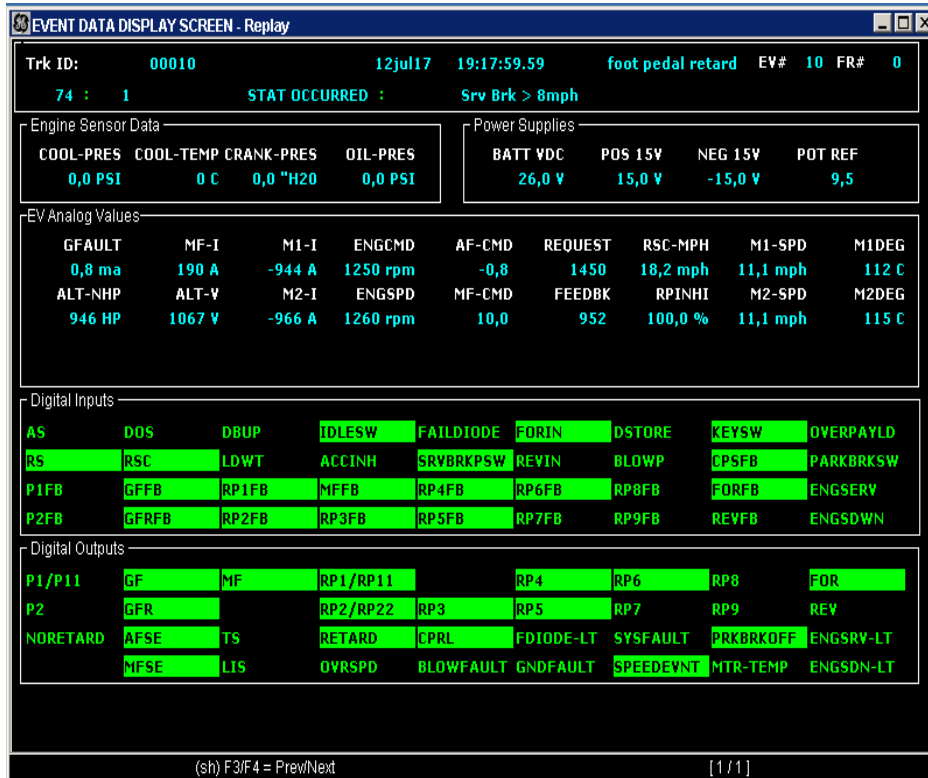 EVENT DATA DISPLAY SCREEN - Replay
Trk ID: 00010 12jul17 19:17:59.59 foot pedal retard EV# 10 FR# 0
74 : 1 STAT OCCURRED : Srv Brk > 8mph
Engine Sensor Data
COOL-PRES COOL-TEMP CRANK-PRES OIL-PRES
0,0 PSI 0 C 0,0 "H20 0,0 PSI
Power Supplies
BATT VDC POS 15V NEG 15V POT REF
26,0 V 15,0 V -15,0 V 9,5
EV Analog Values
GFAULT MF-I M1-I ENGCMD AF-CMD REQUEST RSC-MPH M1-SPD M1DEG
0,8 ma 190 A -944 A 1250 rpm -0,8 1450 18,2 mph 11,1 mph 112 C
ALT-NHP ALT-V M2-I ENGSPD MF-CMD FEEDBK RPINHI M2-SPD M2DEG
946 HP 1067 V -966 A 1260 rpm 10,0 952 100,0 % 11,1 mph 115 C
Digital Inputs
AS DOS DBUP IDLESW FAILDIODE FORIN DSTORE KEYSW OVERPAYLD
RS RSC LDWT ACCINH SRVBRKPSW REVIN BLOWP CPSFB PARKBRKSW
P1FB GFFB RP1FB MFFB RP4FB RP6FB RP8FB FORFB ENGSERV
P2FB GFRFB RP2FB RP3FB RP5FB RP7FB RP9FB REVFB ENGSDWN
Digital Outputs
P1/P11 GF MF RP1/RP11 RP4 RP6 RP8 FOR
P2 GFR RP2/RP22 RP3 RP5 RP7 RP9 REV
NORETARD AFSE TS RETARD CPRL FDIODE-LT SYSFAULT PRKBRKOFF ENGSRV-LT
MFSE LIS OVRSPD BLOWFAULT GNDFAULT SPEEDEVNT MTR-TEMP ENGSDN-LT
(sh) F3/F4 = Prev/Next [1/1]